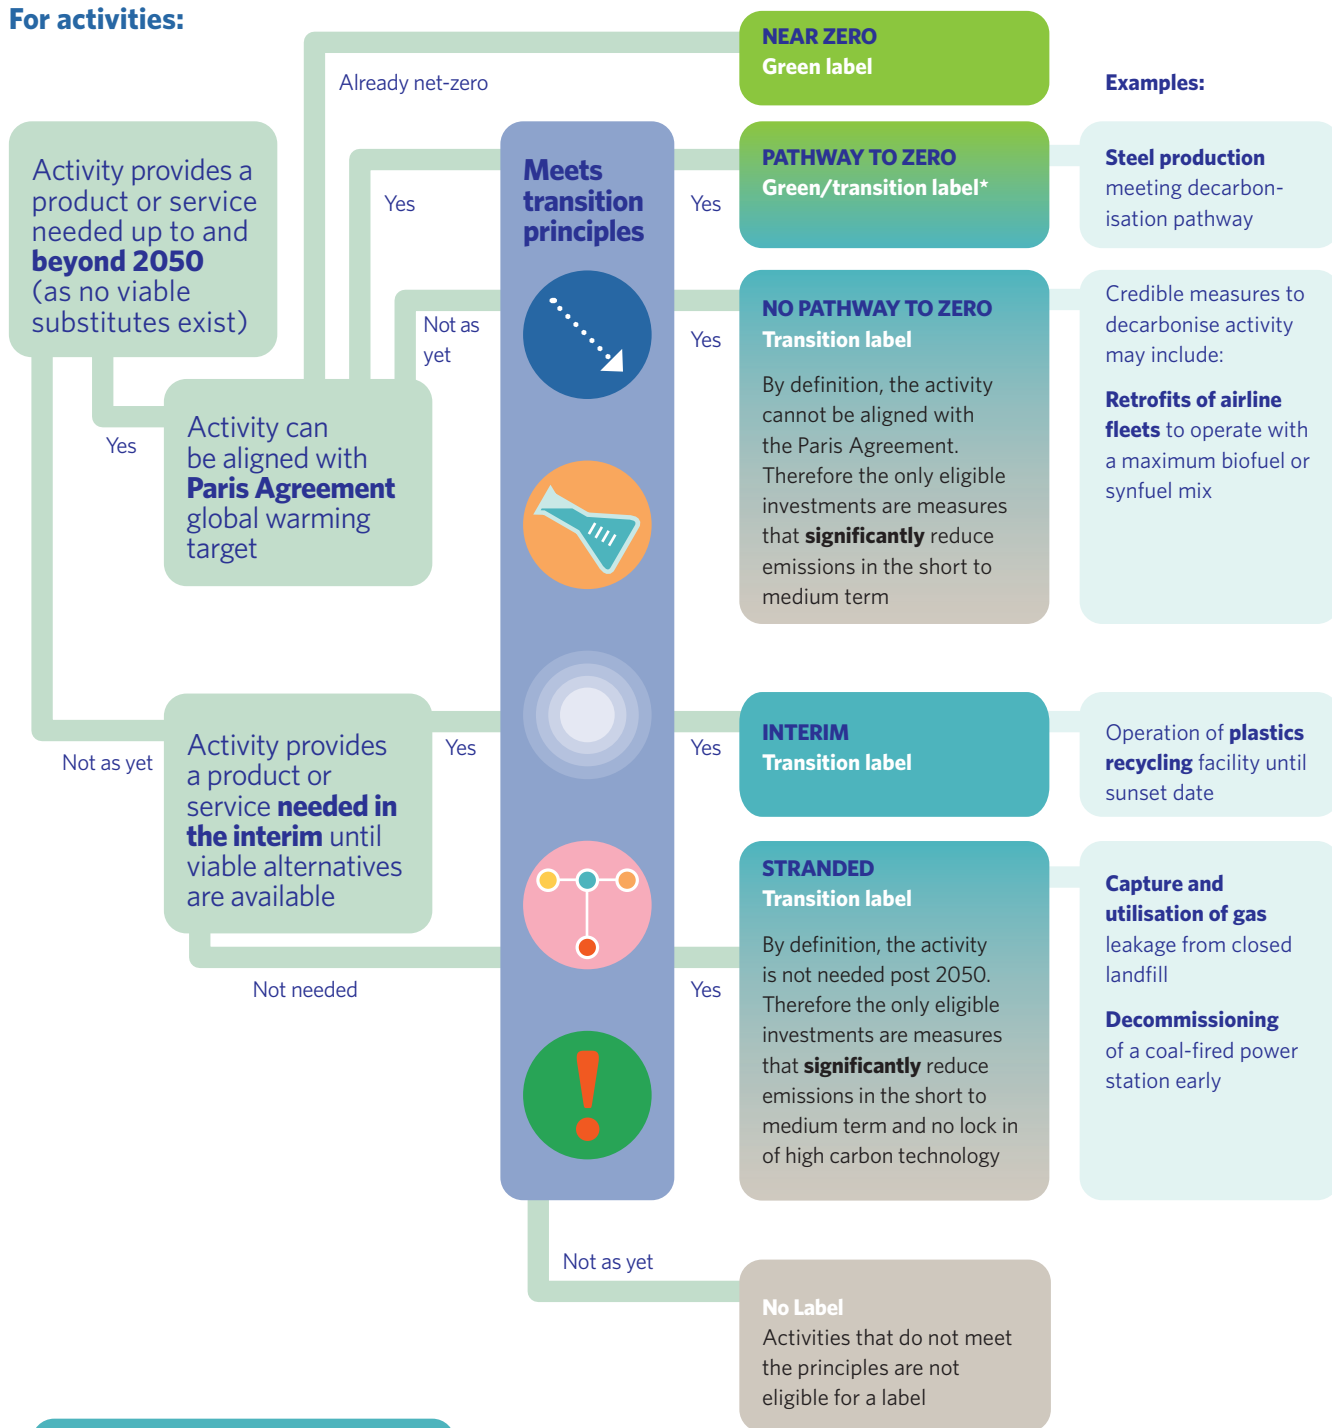 For activities:
Already net-zero
NEAR ZERO
Green label
Examples:
Activity provides a
product or service
needed up to and
beyond 2050
(as no viable
substitutes exist)
Yes
Meets
transition
principles
Yes
PATHWAY TO ZERO
Green/transition label*
Steel production
meeting decarbon-
isation pathway
Not as
yet
Yes
NO PATHWAY TO ZERO
Transition label
By definition, the activity
cannot be aligned with
the Paris Agreement.
Therefore the only eligible
investments are measures
that significantly reduce
emissions in the short to
medium term
Credible measures to
decarbonise activity
may include:
Retrofits of airline
fleets to operate with
a maximum biofuel or
synfuel mix
Yes
Activity can
be aligned with
Paris Agreement
global warming
target
Not as yet
Activity provides
a product or
service needed in
the interim until
viable alternatives
are available
Yes
Yes
INTERIM
Transition label
Operation of plastics
recycling facility until
sunset date
Not needed
Yes
STRANDED
Transition label
By definition, the activity
is not needed post 2050.
Therefore the only eligible
investments are measures
that significantly reduce
emissions in the short to
medium term and no lock in
of high carbon technology
Capture and
utilisation of gas
leakage from closed
landfill
Decommissioning
of a coal-fired power
station early
Not as yet
No Label
Activities that do not meet
the principles are not
eligible for a label